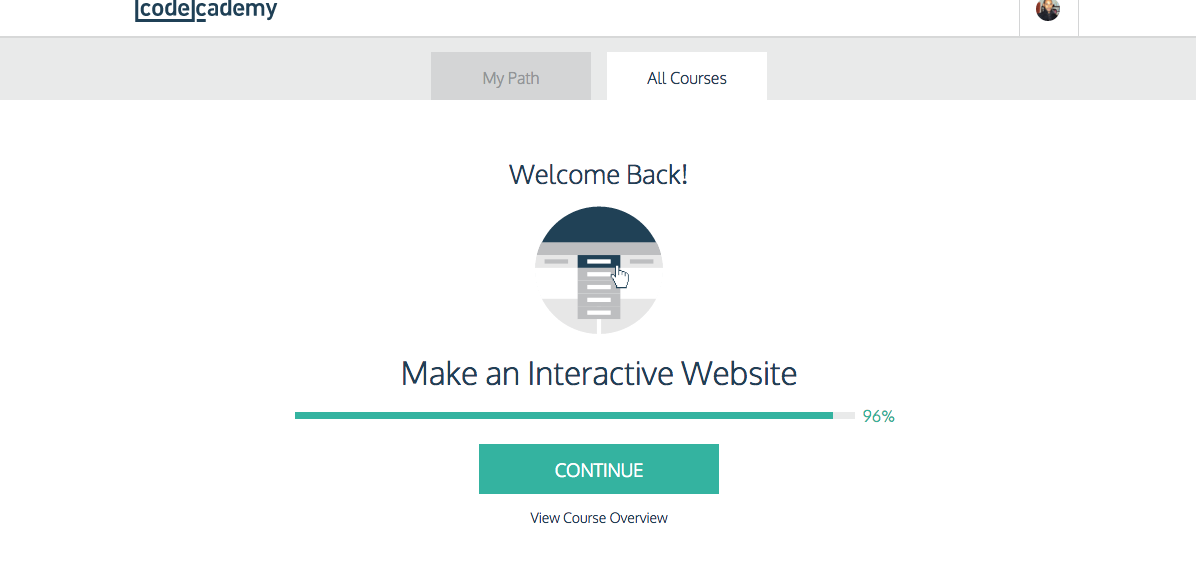 codecademy
My Path
All Courses
Welcome Back!
Make an Interactive Website
96%
CONTINUE
View Course Overview